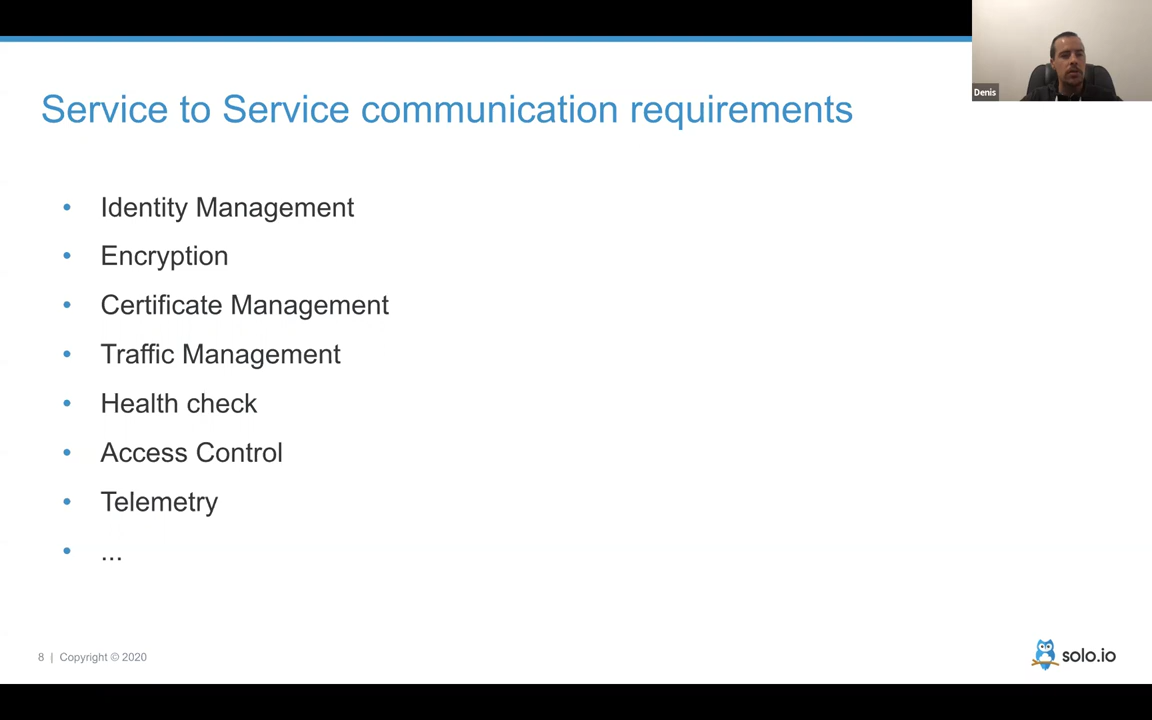 Denis
Service to Service communication requirements
• Identity Management
• Encryption
• Certificate Management
• Traffic Management
• Health check
• Access Control
• Telemetry
• ...
8 | Copyright © 2020
solo.io